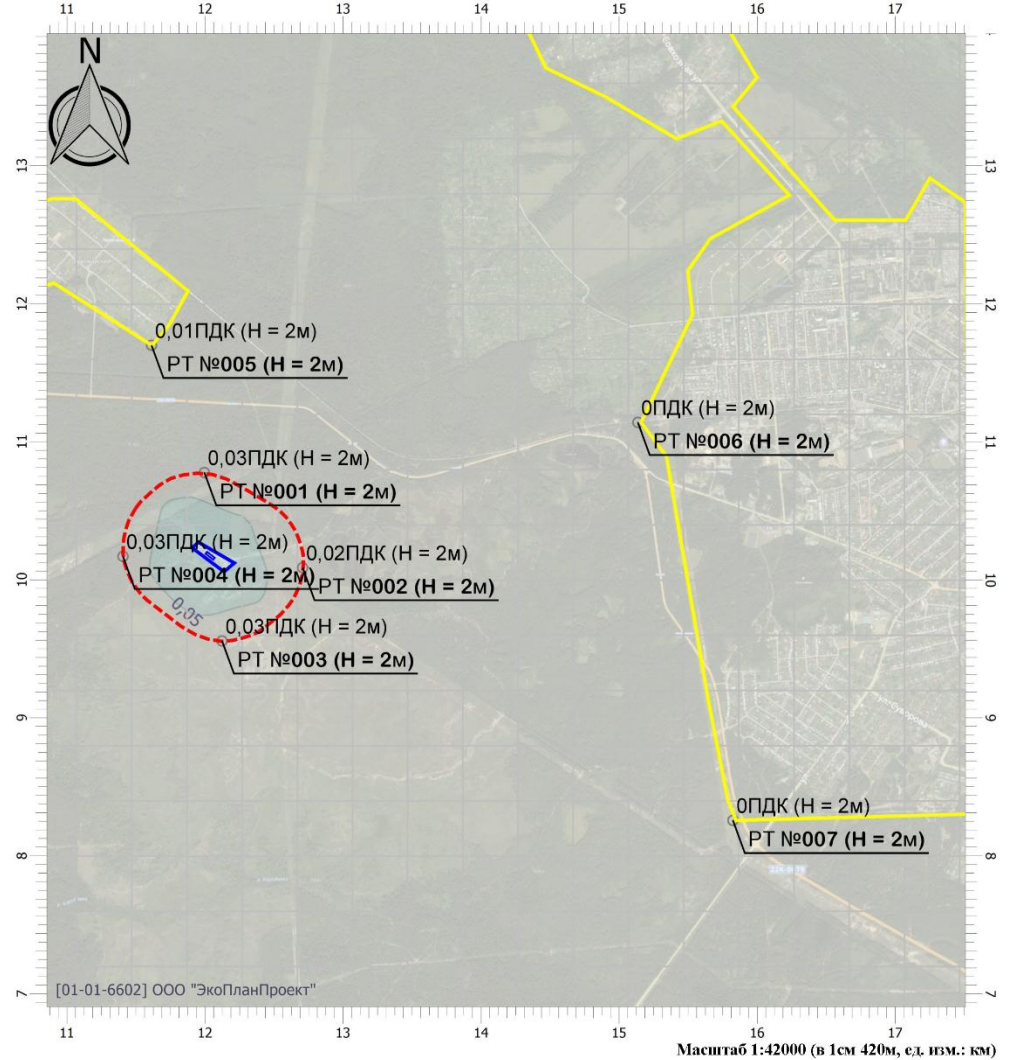 11 12 13 14 15 16 17
N
13 13
12 12
0,01ПДК (Н = 2м)
РТ №005 (Н = 2м)
11 11
0ПДК (Н = 2м)
РТ №006 (Н = 2м)
0,03ПДК (Н = 2м)
РТ №001 (Н = 2м)
0,03ПДК (Н = 2м)
РТ №004 (Н = 2м)
0,02ПДК (Н = 2м)
РТ №002 (Н = 2м)
10 10
0,05
0,03ПДК (Н = 2м)
РТ №003 (Н = 2м)
9 9
0ПДК (Н = 2м)
РТ №007 (Н = 2м)
8 8
7 7
[01-01-6602] ООО "ЭкоПланПроект"
11 12 13 14 15 16 17
Масштаб 1:42000 (в 1см 420м, ед. изм.: км)